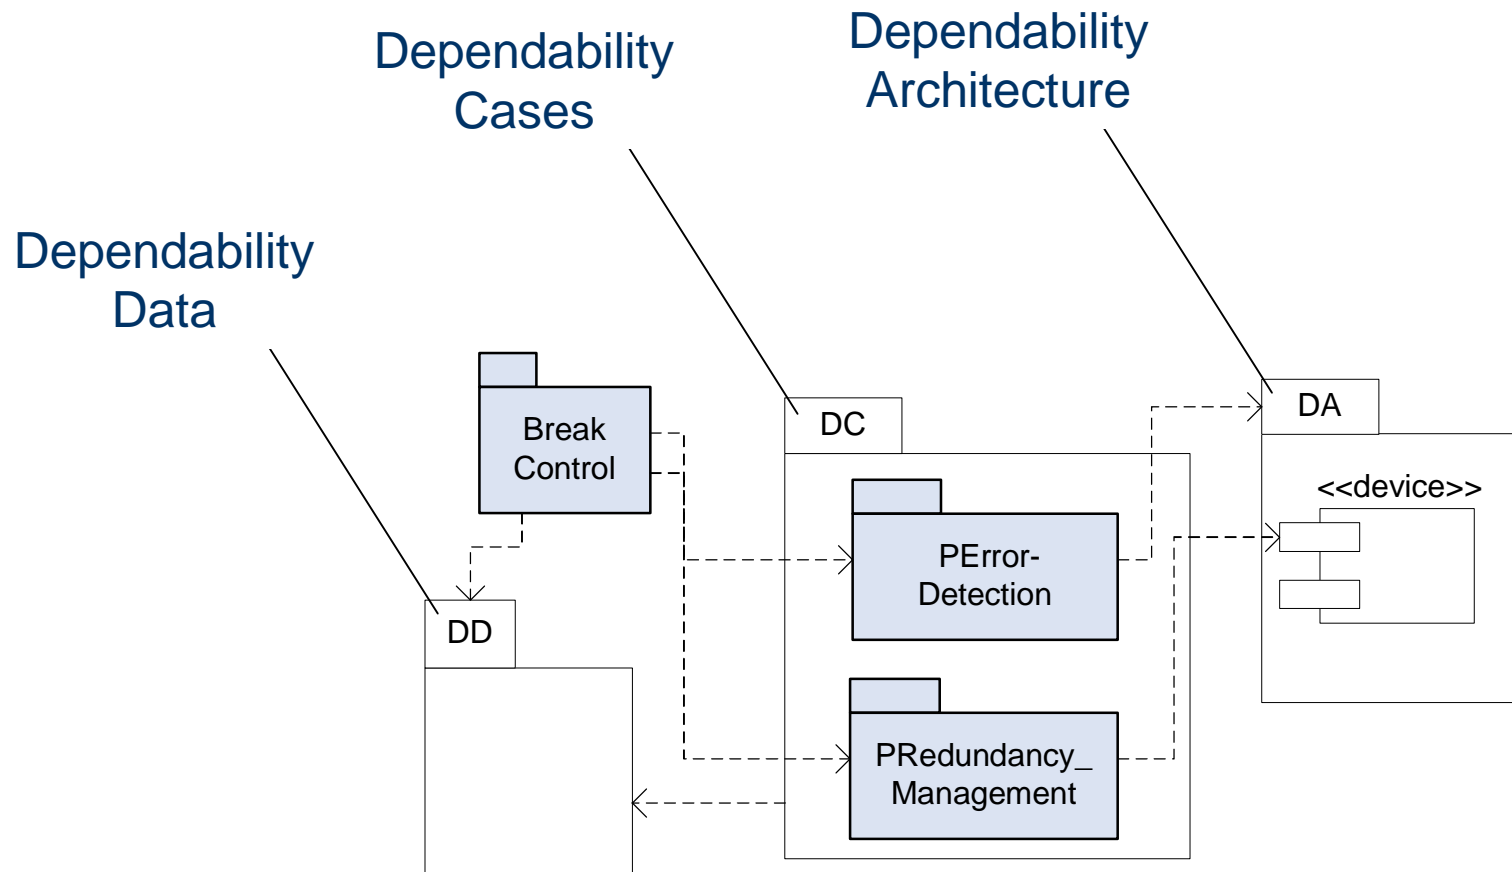 Dependability
Cases
Dependability
Architecture
Dependability
Data
Break
Control
DC
DA
<<device>>
PError-
Detection
DD
PRedundancy_
Management